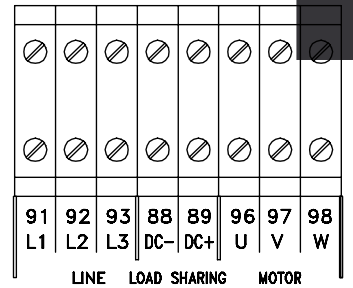 91 92 93 88 89 96 97 98
L1 L2 L3 DC- DC+ U V W
LINE LOAD SHARING MOTOR